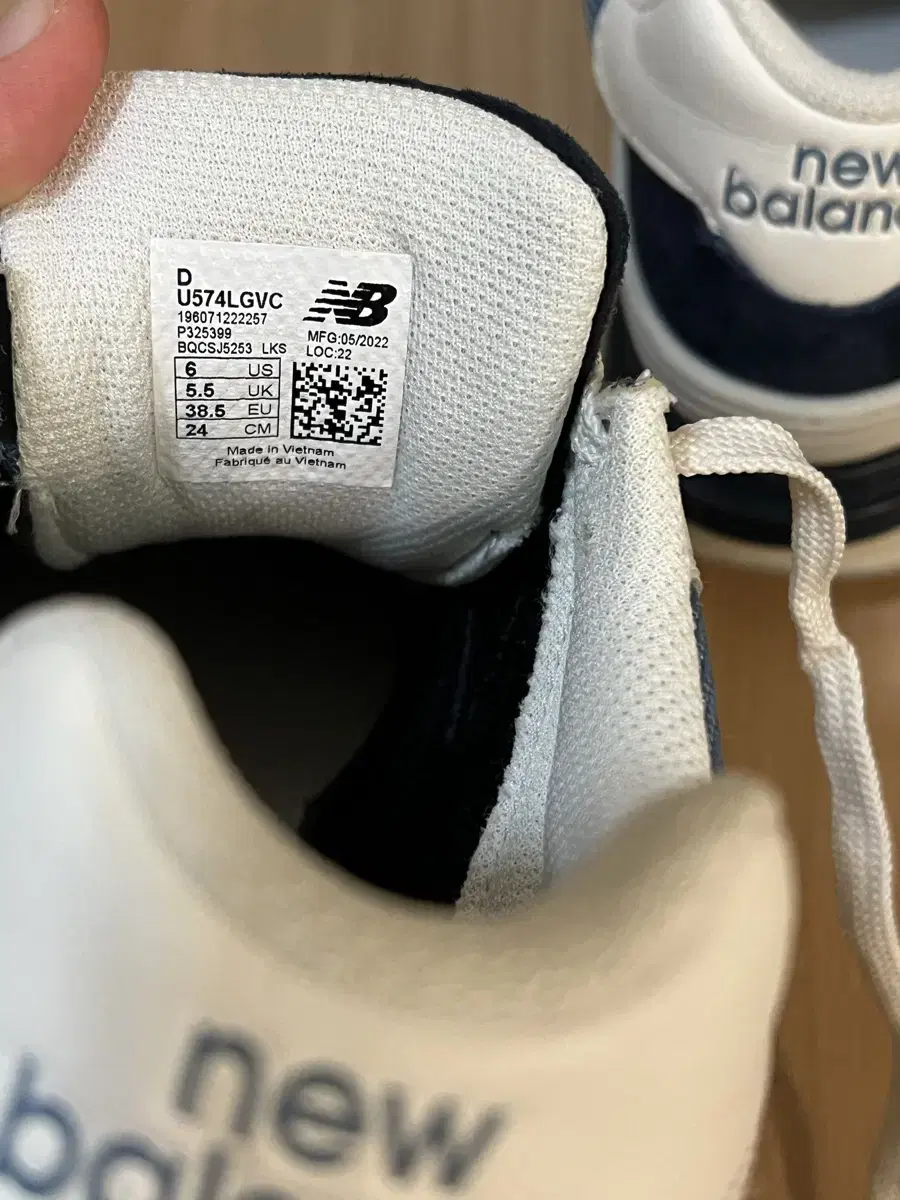 D
U574LGVC
196071222257
P325399
BQCSJ5253 LKS
NB
MFG:05/2022
LOC:22
6 US
5.5 UK
38.5 EU
24 CM
Made in Vietnam
Fabriqué au Vietnam
new
balanc
new
bala